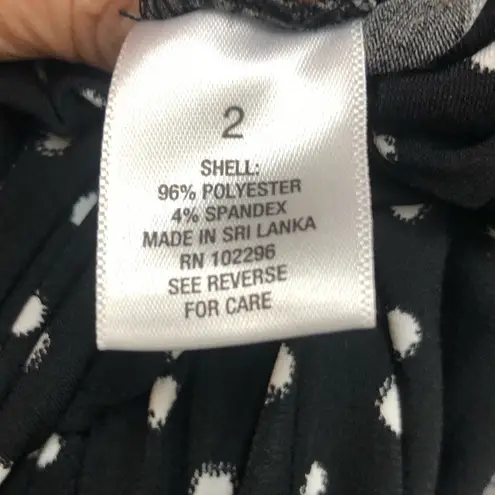 2
SHELL:
96% POLYESTER
4% SPANDEX
MADE IN SRI LANKA
RN 102296
SEE REVERSE
FOR CARE